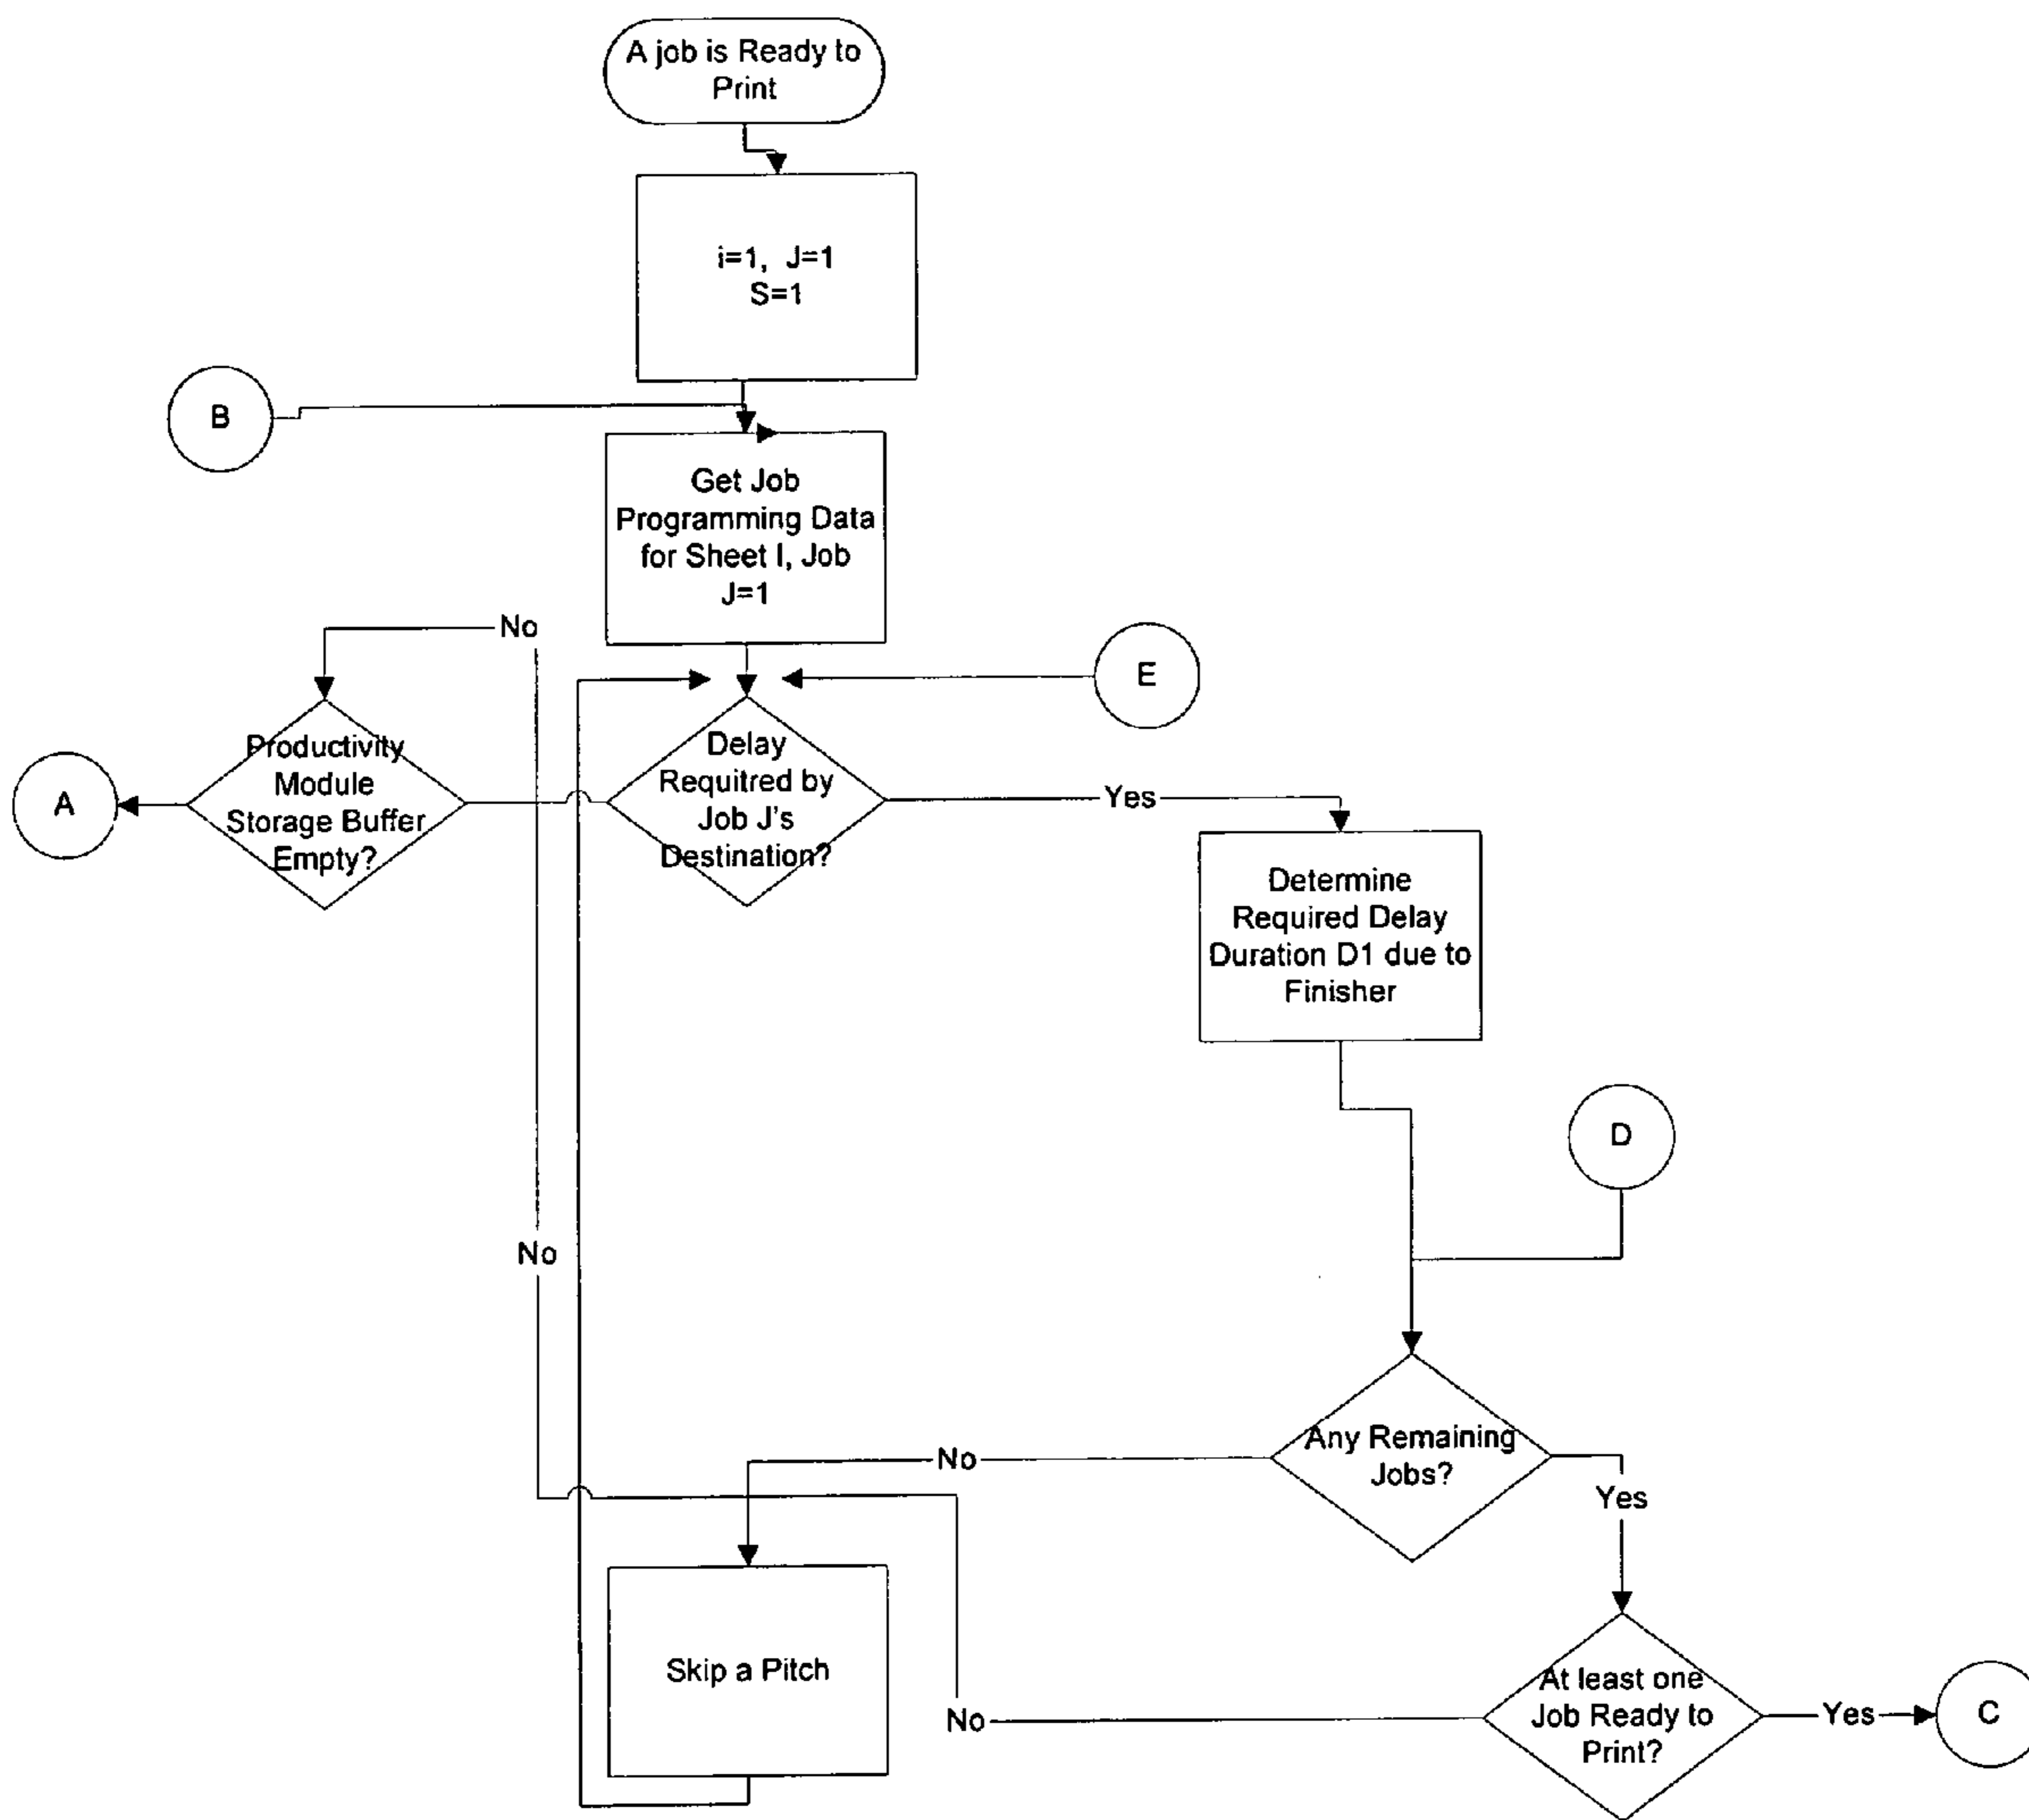 A job is Ready to
Print
i=1, J=1
S=1
B
Get Job
Programming Data
for Sheet I, Job
J=1
No
E
Productivity
Module
Storage Buffer
Empty?
A
Delay
Requitred by
Job J's
Destination?
Yes
Determine
Required Delay
Duration D1 due to
Finisher
D
No
Any Remaining
Jobs?
No
Yes
Skip a Pitch
No
At least one
Job Ready to
Print?
Yes
C